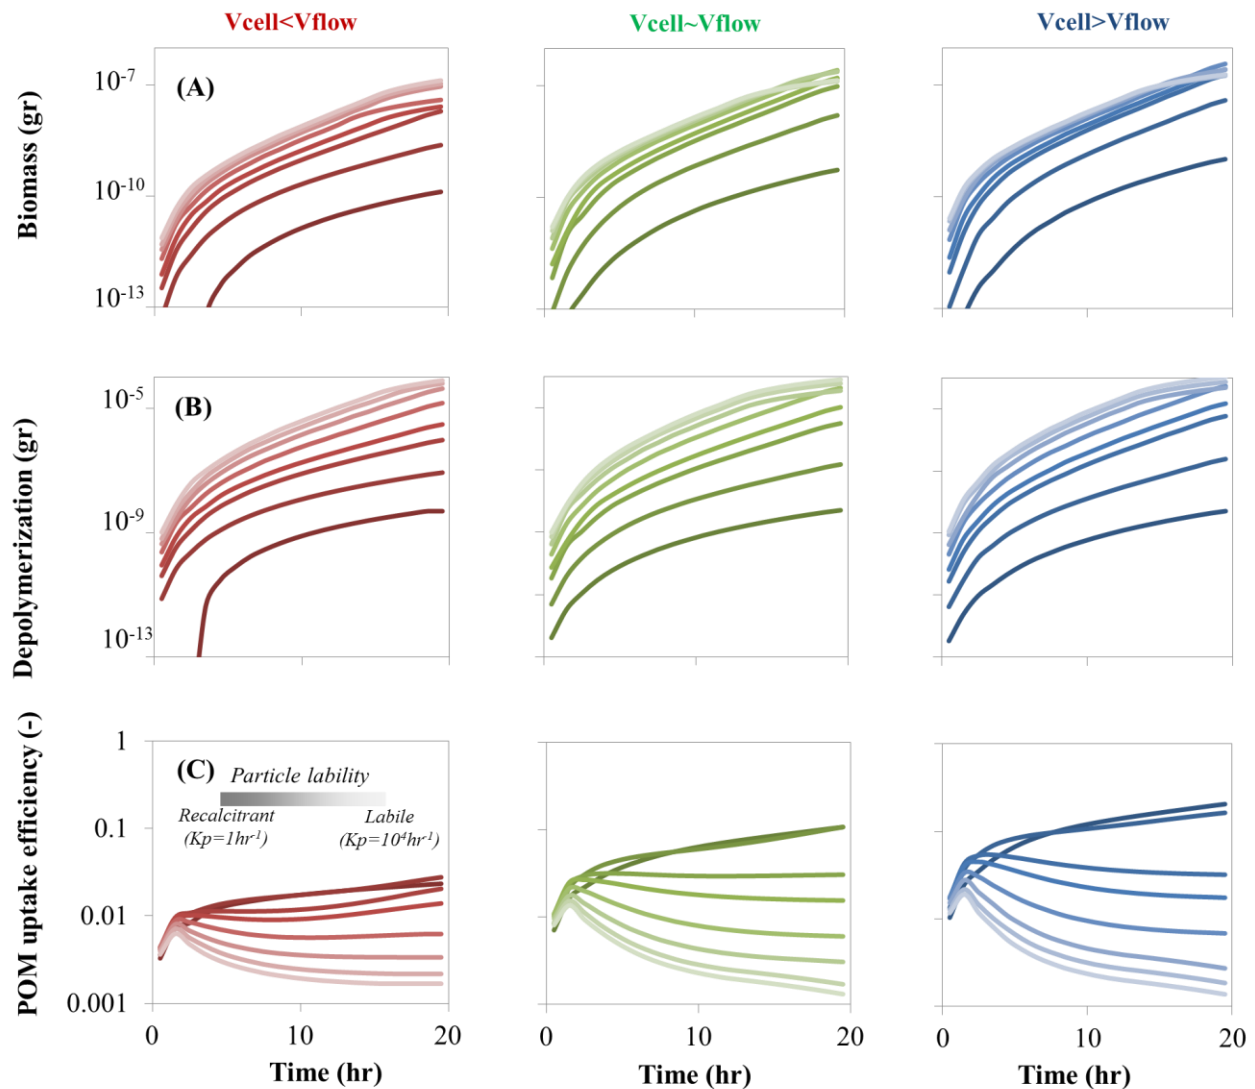 Vcell<Vflow
Vcell~Vflow
Vcell>Vflow
Biomass (gr)
10-7
10-10
10-13
(A)
Depolymerization (gr)
10-5
10-9
10-13
(B)
POM uptake efficiency (-)
1
0.1
0.01
0.001
(C)
Particle lability
Recalcitrant
Labile
(Kp=1hr-1)
(Kp=104hr-1)
0
10
20
0
10
20
0
10
20
Time (hr)
Time (hr)
Time (hr)